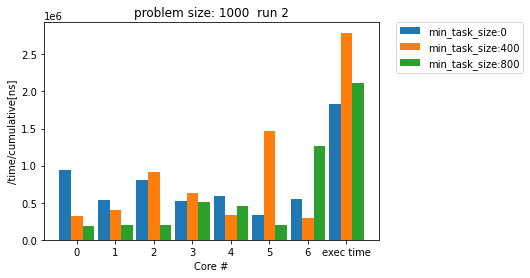 problem size: 1000 run 2
1e6
min_task_size:0
min_task_size:400
min_task_size:800
2.5
2.0
1.5
1.0
0.5
0.0
/time/cumulative[ns]
0 1 2 3 4 5 6 exec time
Core #